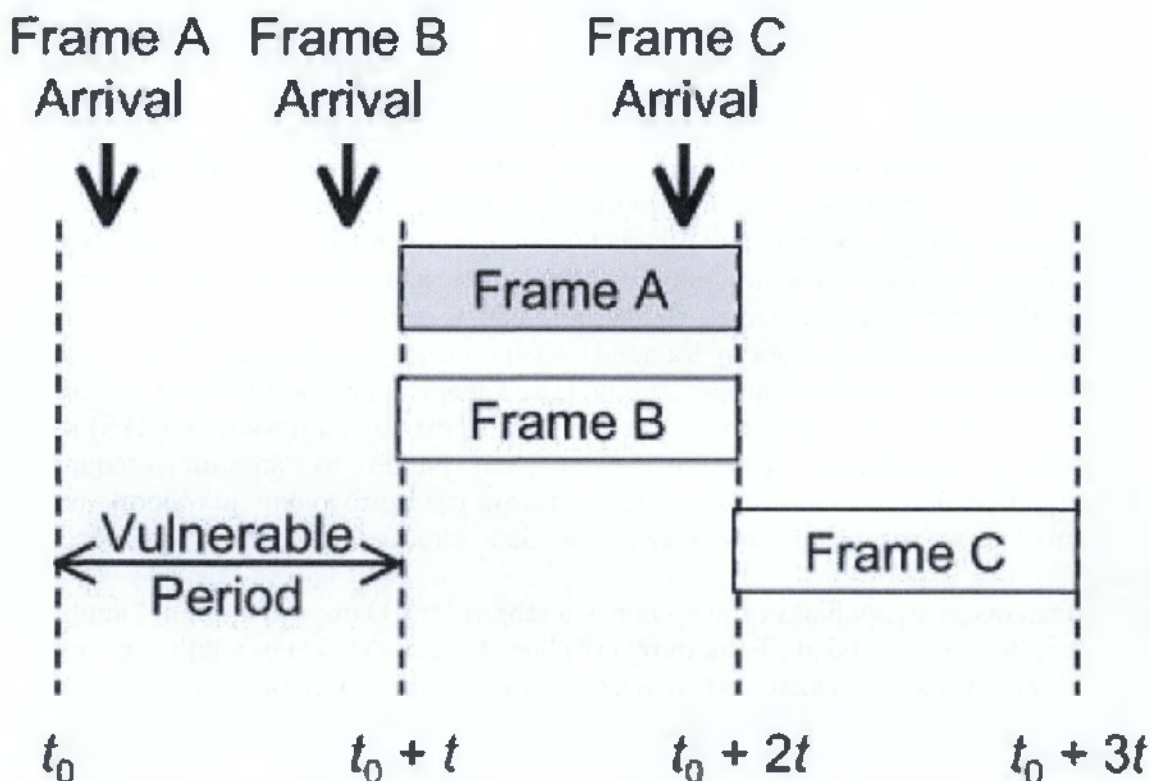 Frame A Frame B Frame C
Arrival Arrival Arrival
Frame A
Frame B
Vulnerable
Period
Frame C
t₀ t₀ + t t₀ + 2t t₀ + 3t